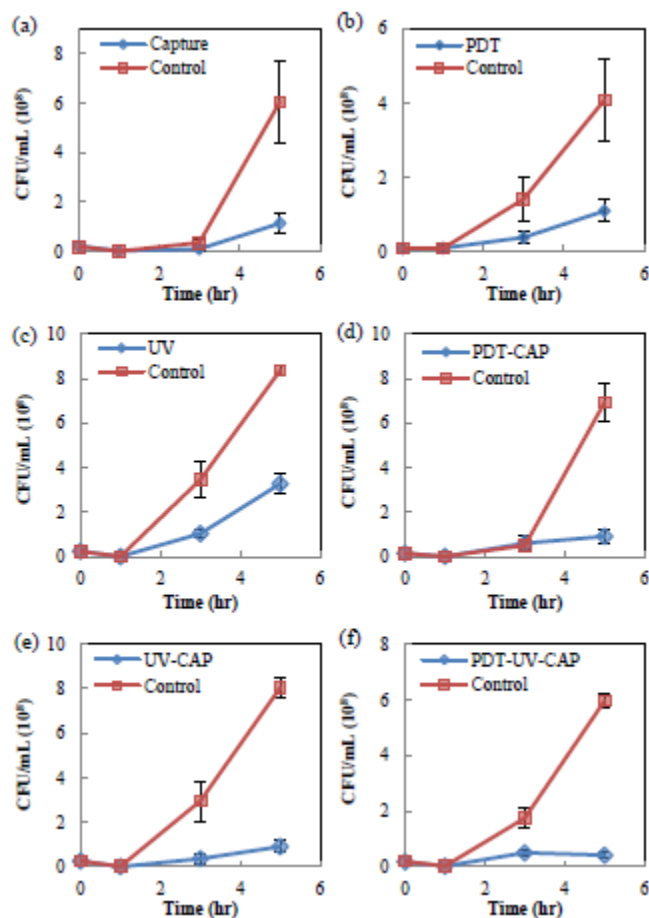 (a)
Capture
Control
CFU/mL (10⁸)
8
6
4
2
0
0 2 4 6
Time (hr)
(b)
PDT
Control
CFU/mL (10⁸)
6
4
2
0
0 2 4 6
Time (hr)
(c)
UV
Control
CFU/mL (10⁸)
10
8
6
4
2
0
0 2 4 6
Time (hr)
(d)
PDT-CAP
Control
CFU/mL (10⁸)
10
8
6
4
2
0
0 2 4 6
Time (hr)
(e)
UV-CAP
Control
CFU/mL (10⁸)
10
8
6
4
2
0
0 2 4 6
Time (hr)
(f)
PDT-UV-CAP
Control
CFU/mL (10⁸)
8
6
4
2
0
0 2 4 6
Time (hr)